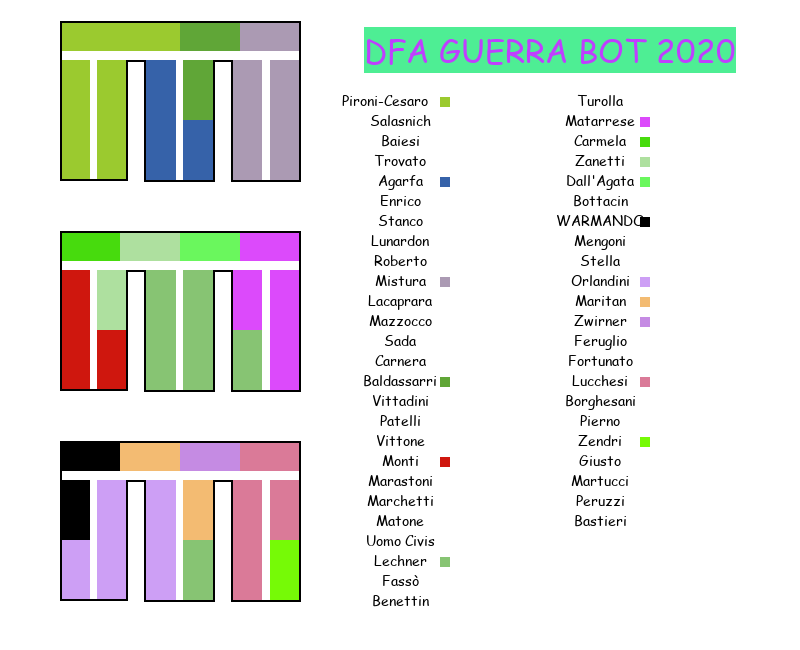 DFA GUERRA BOT 2020
Pironi-Cesaro
Salasnich
Baiesi
Trovato
Agarfa
Enrico
Stanco
Lunardon
Roberto
Mistura
Lacaprara
Mazzocco
Sada
Carnera
Baldassarri
Vittadini
Patelli
Vittone
Monti
Marastoni
Marchetti
Matone
Uomo Civis
Lechner
Fassò
Benettin
Turolla
Matarrese
Carmela
Zanetti
Dall'Agata
Bottacin
WARMANDO
Mengoni
Stella
Orlandini
Maritan
Zwirner
Feruglio
Fortunato
Lucchesi
Borghesani
Pierno
Zendri
Giusto
Martucci
Peruzzi
Bastieri